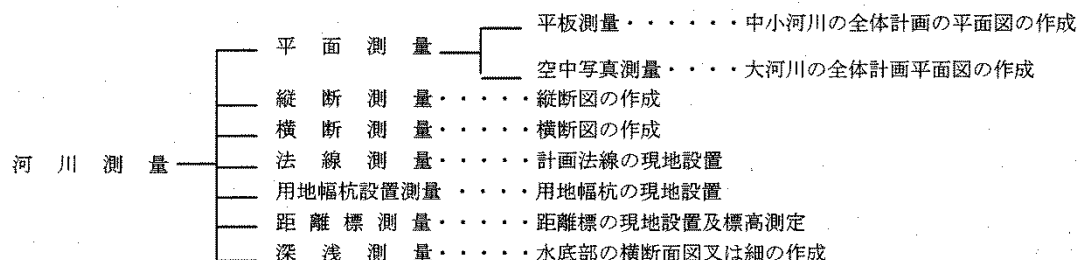 平板測量・・・・・・中小河川の全体計画の平面図の作成
平面測量
空中写真測量・・・・大河川の全体計画平面図の作成
縦断測量・・・・・縦断図の作成
横断測量・・・・・横断図の作成
河川測量
法線測量・・・・・計画法線の現地設置
用地幅杭設置測量・・・・用地幅杭の現地設置
距離標測量・・・・・距離標の現地設置及標高測定
深浅測量・・・・・水底部の横断面図又は細の作成